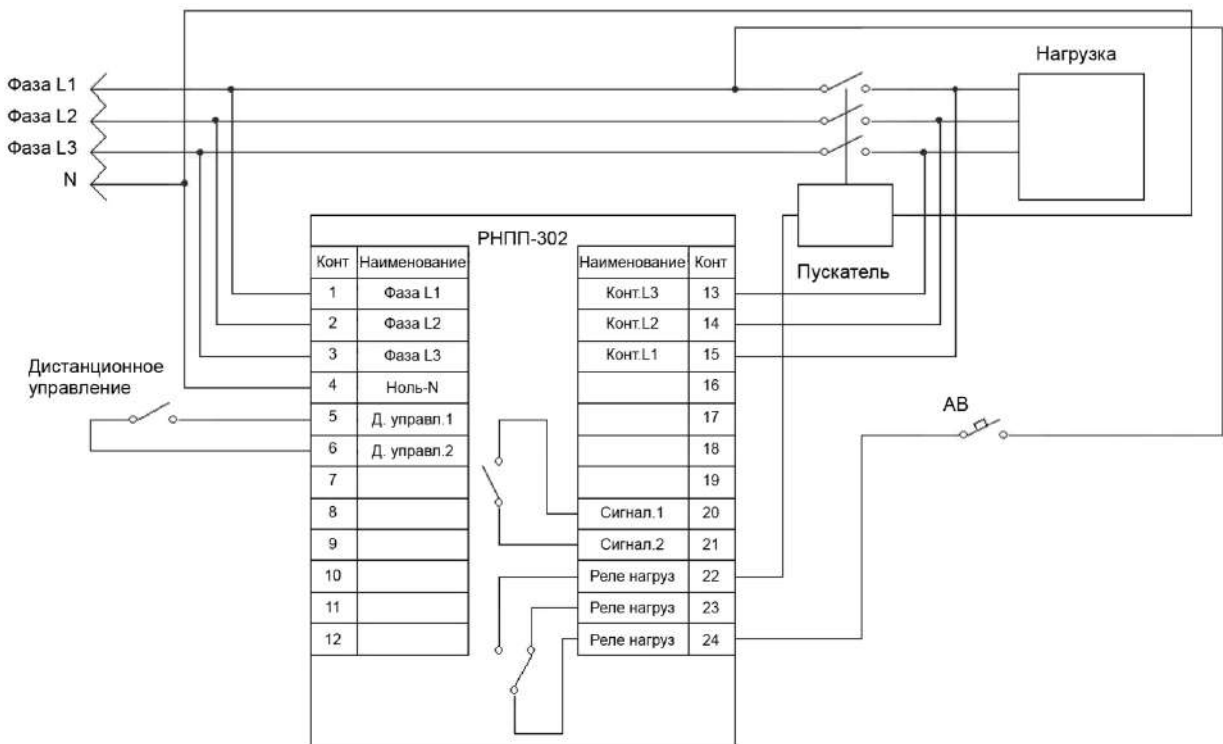 Нагрузка
Фаза L1
Фаза L2
Фаза L3
N
РНПП-302
Пускатель
Конт Наименование Наименование Конт
1 Фаза L1 Конт.L3 13
2 Фаза L2 Конт.L2 14
3 Фаза L3 Конт.L1 15
4 Ноль-N 16
5 Д. управл.1 17
6 Д. управл.2 18
7 19
8 Сигнал.1 20
9 Сигнал.2 21
10 Реле нагруз 22
11 Реле нагруз 23
12 Реле нагруз 24
Дистанционное
управление
АВ